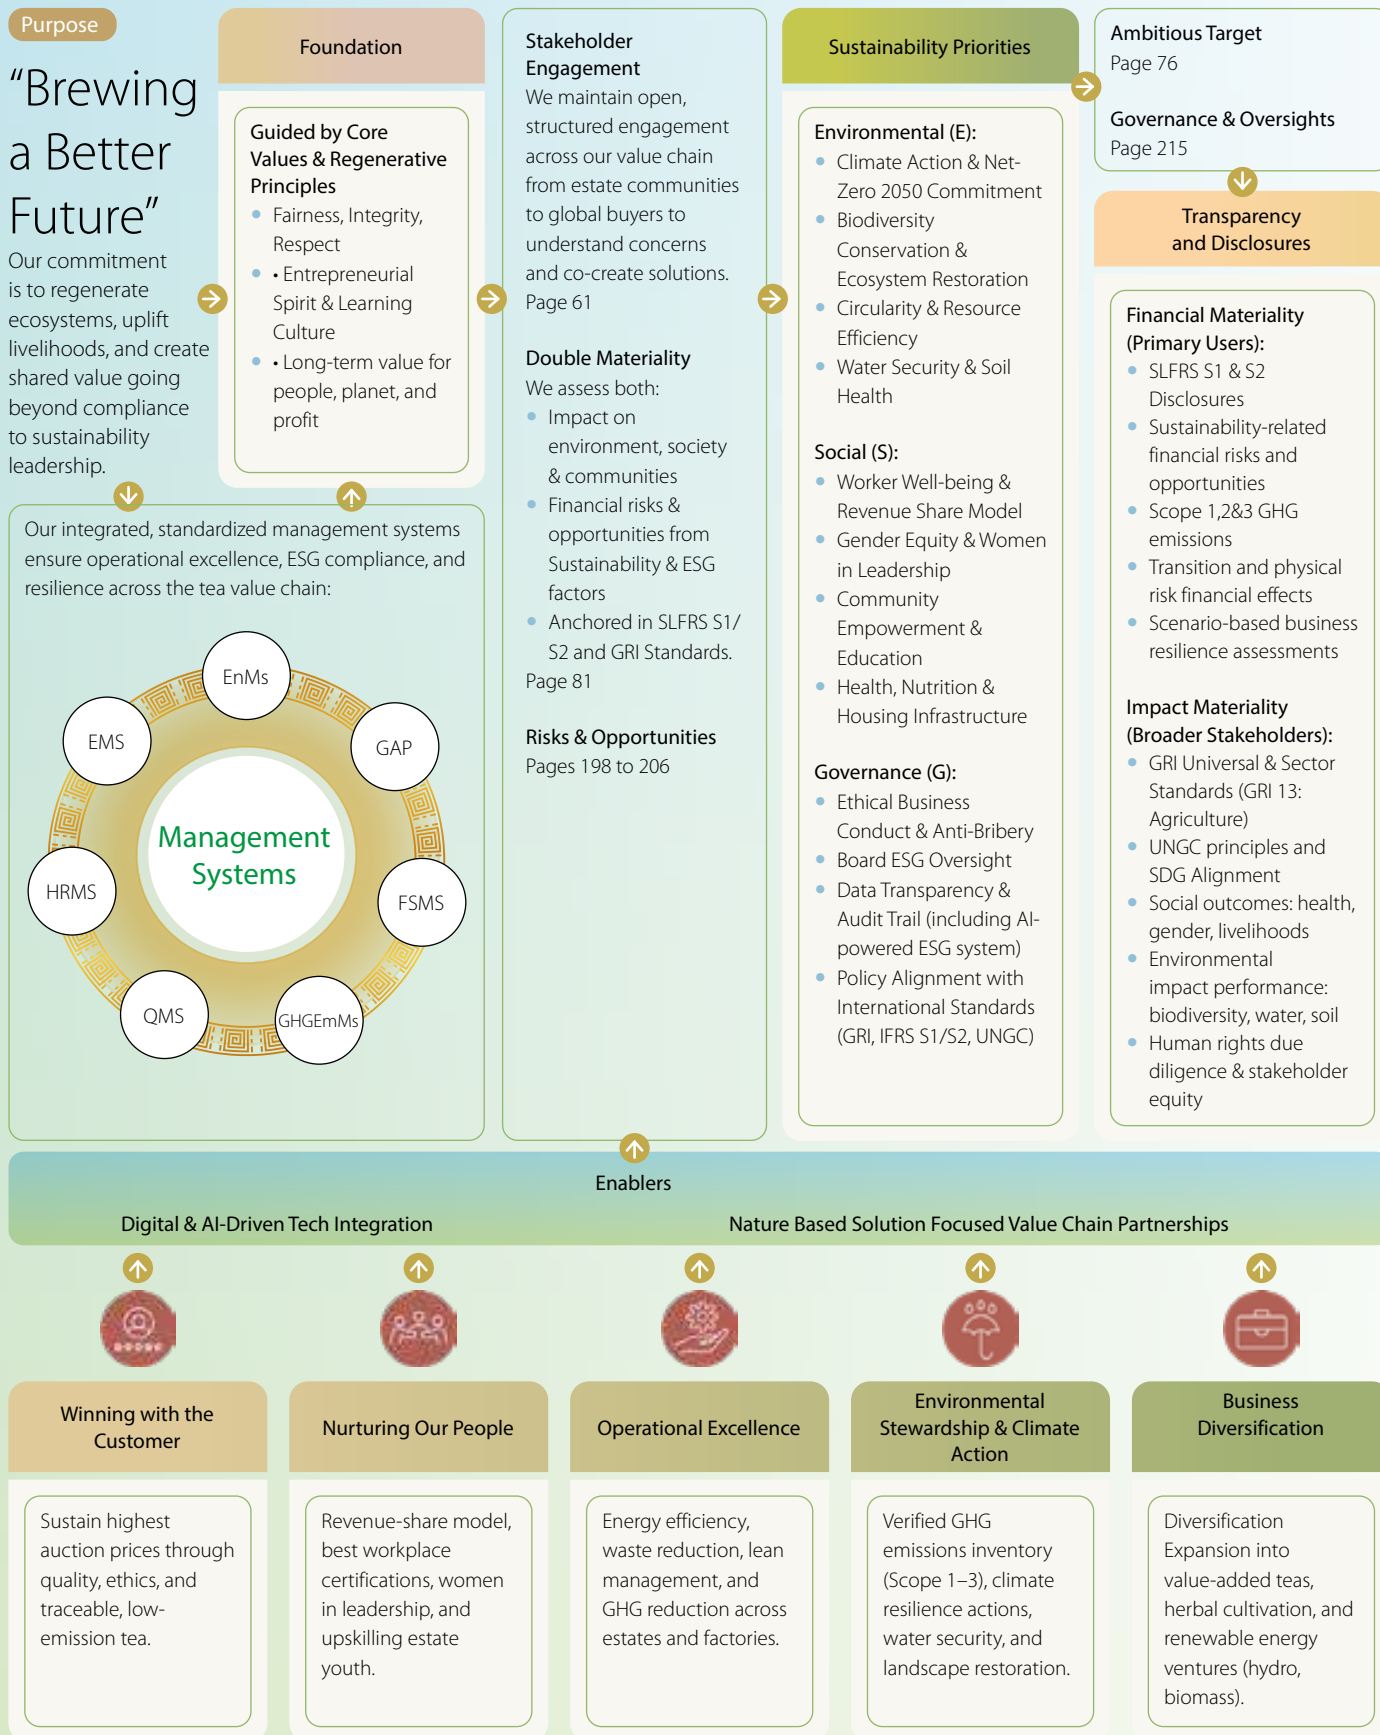 Purpose
“Brewing
a Better
Future”
Our commitment
is to regenerate
ecosystems, uplift
livelihoods, and create
shared value going
beyond compliance
to sustainability
leadership.
Foundation
Guided by Core
Values & Regenerative
Principles
• Fairness, Integrity,
Respect
• • Entrepreneurial
Spirit & Learning
Culture
• • Long-term value for
people, planet, and
profit
Our integrated, standardized management systems
ensure operational excellence, ESG compliance, and
resilience across the tea value chain:
EnMs
GAP
FSMS
GHGEmMs
QMS
HRMS
EMS
Management
Systems
Stakeholder
Engagement
We maintain open,
structured engagement
across our value chain
from estate communities
to global buyers to
understand concerns
and co-create solutions.
Page 61
Double Materiality
We assess both:
• Impact on
environment, society
& communities
• Financial risks &
opportunities from
Sustainability & ESG
factors
• Anchored in SLFRS S1/
S2 and GRI Standards.
Page 81
Risks & Opportunities
Pages 198 to 206
Sustainability Priorities
Environmental (E):
• Climate Action & Net-
Zero 2050 Commitment
• Biodiversity
Conservation &
Ecosystem Restoration
• Circularity & Resource
Efficiency
• Water Security & Soil
Health
Social (S):
• Worker Well-being &
Revenue Share Model
• Gender Equity & Women
in Leadership
• Community
Empowerment &
Education
• Health, Nutrition &
Housing Infrastructure
Governance (G):
• Ethical Business
Conduct & Anti-Bribery
• Board ESG Oversight
• Data Transparency &
Audit Trail (including AI-
powered ESG system)
• Policy Alignment with
International Standards
(GRI, IFRS S1/S2, UNGC)
Ambitious Target
Page 76
Governance & Oversights
Page 215
Transparency
and Disclosures
Financial Materiality
(Primary Users):
• SLFRS S1 & S2
Disclosures
• Sustainability-related
financial risks and
opportunities
• Scope 1,2&3 GHG
emissions
• Transition and physical
risk financial effects
• Scenario-based business
resilience assessments
Impact Materiality
(Broader Stakeholders):
• GRI Universal & Sector
Standards (GRI 13:
Agriculture)
• UNGC principles and
SDG Alignment
• Social outcomes: health,
gender, livelihoods
• Environmental
impact performance:
biodiversity, water, soil
• Human rights due
diligence & stakeholder
equity
Enablers
Digital & AI-Driven Tech Integration
Nature Based Solution Focused Value Chain Partnerships
Winning with the
Customer
Sustain highest
auction prices through
quality, ethics, and
traceable, low-
emission tea.
Nurturing Our People
Revenue-share model,
best workplace
certifications, women
in leadership, and
upskilling estate
youth.
Operational Excellence
Energy efficiency,
waste reduction, lean
management, and
GHG reduction across
estates and factories.
Environmental
Stewardship & Climate
Action
Verified GHG
emissions inventory
(Scope 1–3), climate
resilience actions,
water security, and
landscape restoration.
Business
Diversification
Diversification
Expansion into
value-added teas,
herbal cultivation, and
renewable energy
ventures (hydro,
biomass).